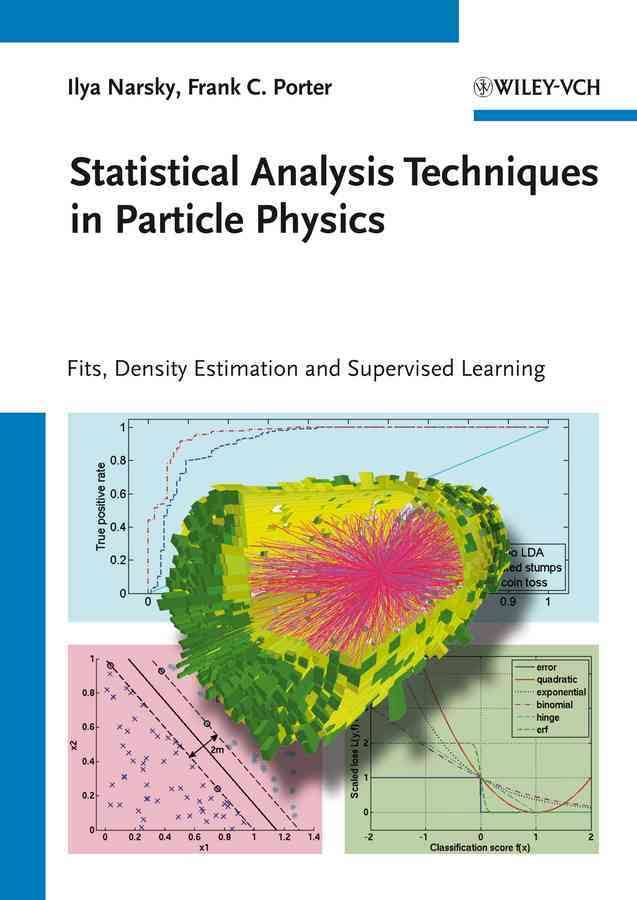 Ilya Narsky, Frank C. Porter
WILEY-VCH
Statistical Analysis Techniques
in Particle Physics
Fits, Density Estimation and Supervised Learning
1
0.8
0.6
0.4
0.2
0
True positive rate
LDA
stumps
coin toss
0
0.9
1
1
0.8
0.6
0.4
0.2
0
x2
2m
0
0.2
0.4
0.6
0.8
1
1.2
1.4
x1
error
quadratic
exponential
binomial
hinge
erf
Scaled loss L(y,f)
2
1
0
-2
-1
0
1
2
Classification score f(x)